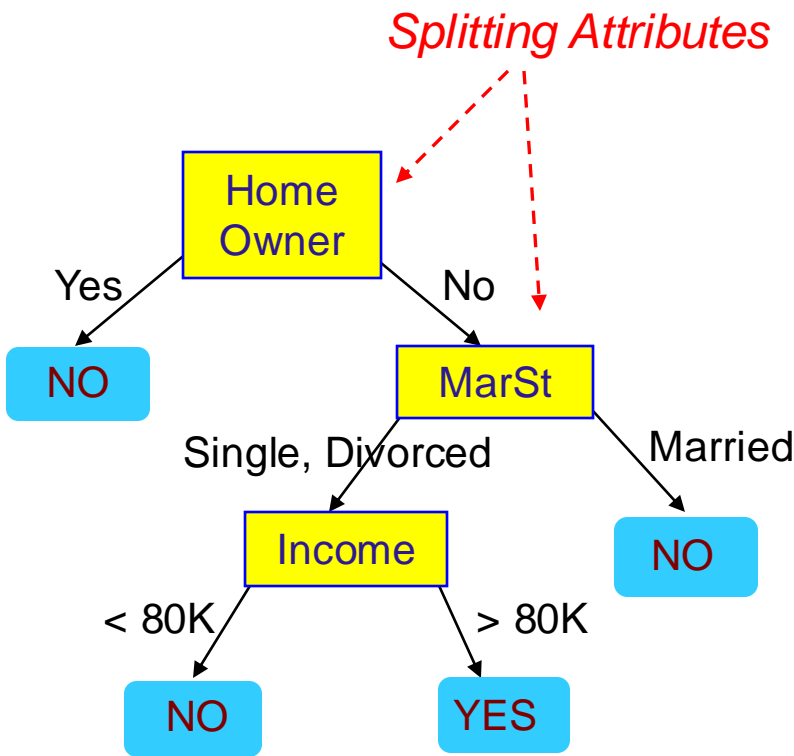 Splitting Attributes
Home
Owner
Yes
No
NO
MarSt
Single, Divorced
Married
Income
NO
< 80K
> 80K
NO
YES